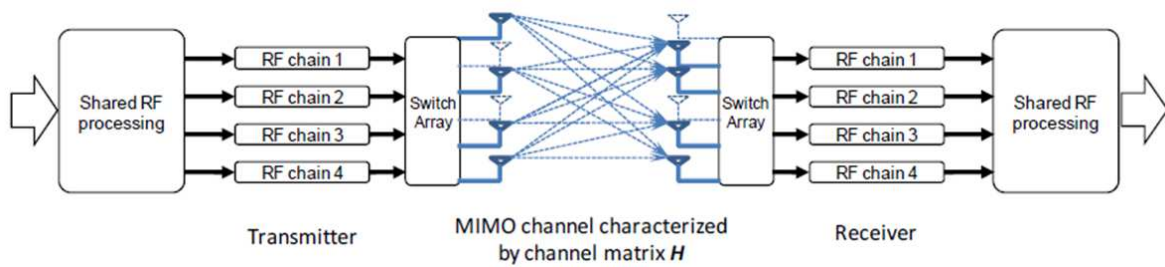 Shared RF
processing
RF chain 1
RF chain 2
RF chain 3
RF chain 4
Switch
Array
Switch
Array
RF chain 1
RF chain 2
RF chain 3
RF chain 4
Shared RF
processing
Transmitter
MIMO channel characterized
by channel matrix H
Receiver